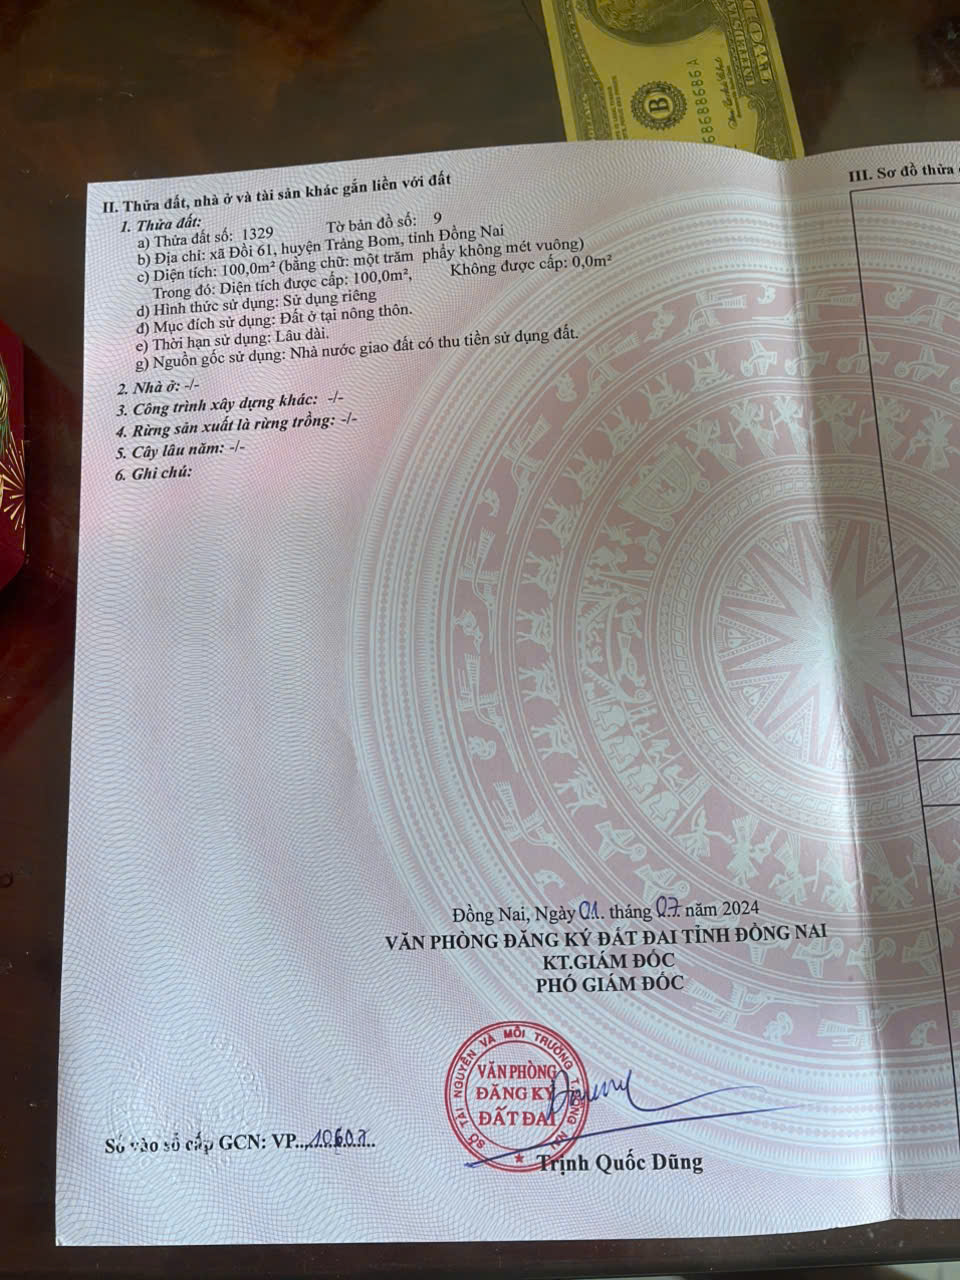 II. Thửa đất, nhà ở và tài sản khác gắn liền với đất
1. Thửa đất:
a) Thửa đất số: 1329 Tờ bản đồ số: 9
b) Địa chỉ: xã Đồi 61, huyện Trảng Bom, tỉnh Đồng Nai
c) Diện tích: 100,0m² (bằng chữ: một trăm phẩy không mét vuông)
Trong đó: Diện tích được cấp: 100,0m², Không được cấp: 0,0m²
d) Hình thức sử dụng: Sử dụng riêng
đ) Mục đích sử dụng: Đất ở tại nông thôn.
e) Thời hạn sử dụng: Lâu dài.
g) Nguồn gốc sử dụng: Nhà nước giao đất có thu tiền sử dụng đất.
2. Nhà ở: -/-
3. Công trình xây dựng khác: -/-
4. Rừng sản xuất là rừng trồng: -/-
5. Cây lâu năm: -/-
6. Ghi chú:
Đồng Nai, Ngày 01. tháng 07. năm 2024
VĂN PHÒNG ĐĂNG KÝ ĐẤT ĐAI TỈNH ĐỒNG NAI
KT.GIÁM ĐỐC
PHÓ GIÁM ĐỐC
SỞ TÀI NGUYÊN VÀ MÔI TRƯỜNG
VĂN PHÒNG
ĐĂNG KÝ
ĐẤT ĐAI
Trịnh Quốc Dũng
Số vào sổ cấp GCN: VP...10607..
III. Sơ đồ thửa
B
68688686A